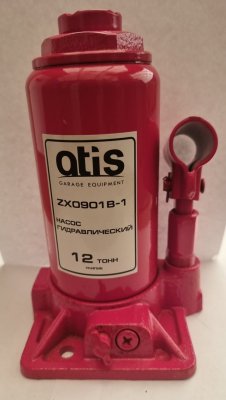 atis
GARAGE EQUIPMENT
ZX0901B-1
НАСОС
ГИДРАВЛИЧЕСКИЙ
12 ТОНН